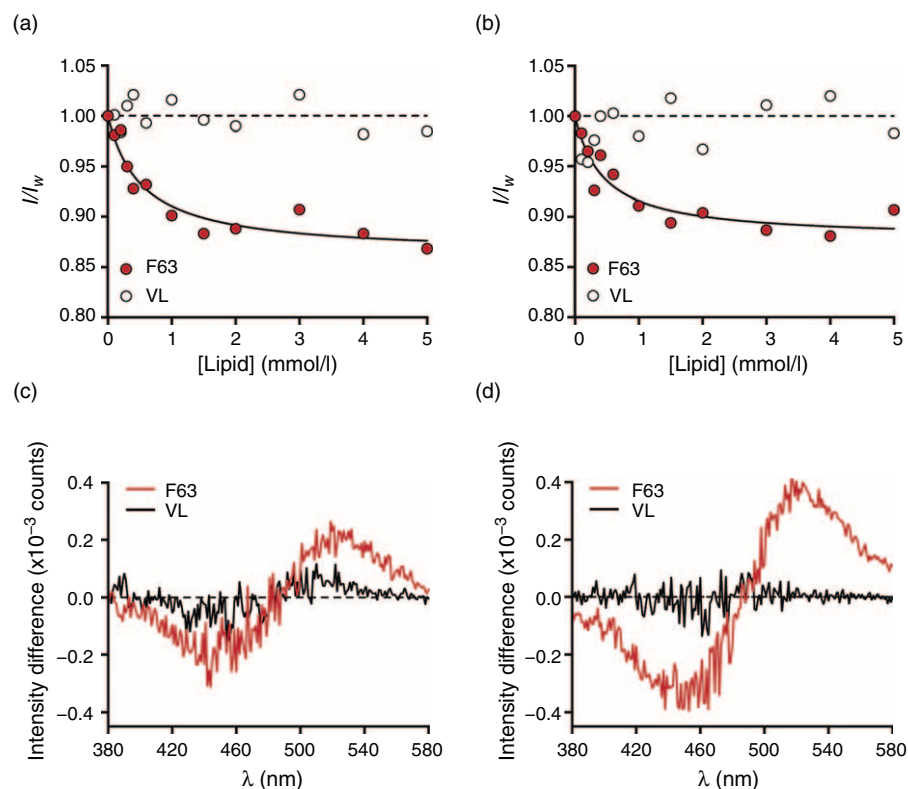 (a)
I/Iw
1.05
1.00
0.95
0.90
0.85
0.80
F63
VL
0 1 2 3 4 5
[Lipid] (mmol/l)
(b)
I/Iw
1.05
1.00
0.95
0.90
0.85
0.80
F63
VL
0 1 2 3 4 5
[Lipid] (mmol/l)
(c)
Intensity difference (x10−3 counts)
0.4
0.2
0.0
−0.2
−0.4
F63
VL
380 420 460 500 540 580
λ (nm)
(d)
Intensity difference (x10−3 counts)
0.4
0.2
0.0
−0.2
−0.4
F63
VL
380 420 460 500 540 580
λ (nm)